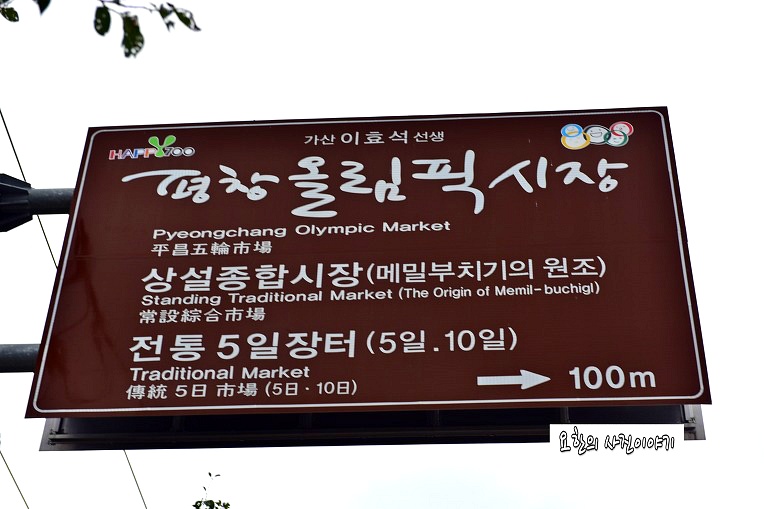 가산 이효석 선생
HAPPY700
평창올림픽시장
Pyeongchang Olympic Market
平昌五輪市場
상설종합시장(메밀부치기의 원조)
Standing Traditional Market (The Origin of Memil-buchigi)
常設綜合市場
전통 5일장터 (5일.10일)
Traditional Market
傳統 5日 市場 (5日·10日)
100m
요한의 사진이야기